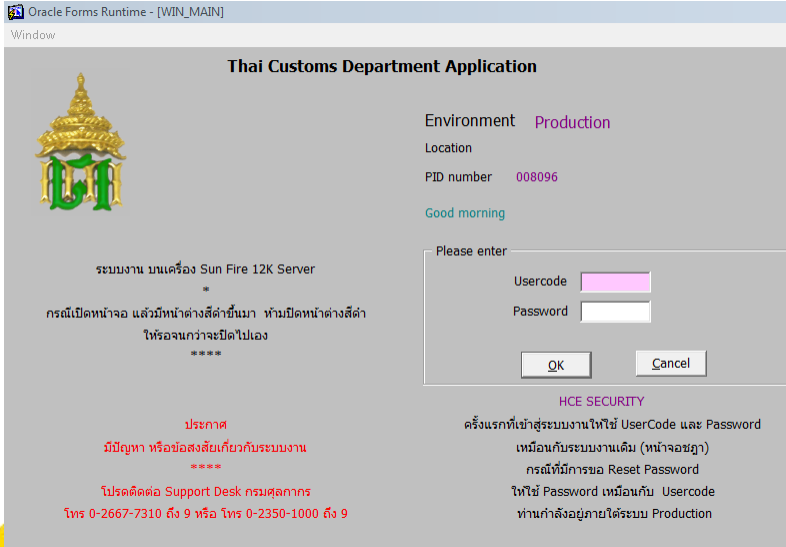 Oracle Forms Runtime - [WIN_MAIN]
Window
Thai Customs Department Application
Environment Production
Location
PID number 008096
Good morning
Please enter
Usercode
Password
OK
Cancel
ระบบงาน บนเครื่อง Sun Fire 12K Server
*
กรณีเปิดหน้าจอ แล้วมีหน้าต่างสีดำขึ้นมา ห้ามปิดหน้าต่างสีดำ
ให้รอจนกว่าจะปิดไปเอง
****
ประกาศ
มีปัญหา หรือข้อสงสัยเกี่ยวกับระบบงาน
****
โปรดติดต่อ Support Desk กรมศุลกากร
โทร 0-2667-7310 ถึง 9 หรือ โทร 0-2350-1000 ถึง 9
HCE SECURITY
ครั้งแรกที่เข้าสู่ระบบงานให้ใช้ UserCode และ Password
เหมือนกับระบบงานเดิม (หน้าจอชฎา)
กรณีที่มีการขอ Reset Password
ให้ใช้ Password เหมือนกับ Usercode
ท่านกำลังอยู่ภายใต้ระบบ Production